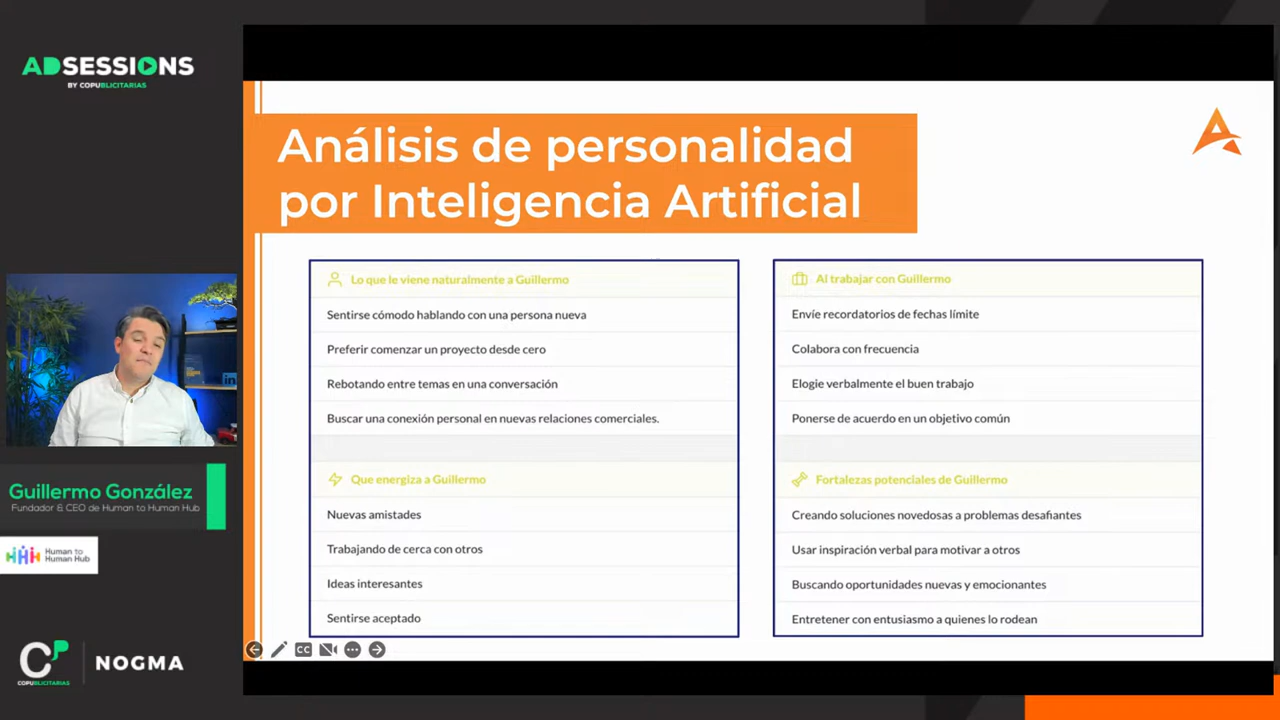 ADSESSIONS
BY COPUBLICITARIAS
Análisis de personalidad
por Inteligencia Artificial
Lo que le viene naturalmente a Guillermo
Sentirse cómodo hablando con una persona nueva
Preferir comenzar un proyecto desde cero
Rebotando entre temas en una conversación
Buscar una conexión personal en nuevas relaciones comerciales.
Que energiza a Guillermo
Nuevas amistades
Trabajando de cerca con otros
Ideas interesantes
Sentirse aceptado
Al trabajar con Guillermo
Envíe recordatorios de fechas límite
Colabora con frecuencia
Elogie verbalmente el buen trabajo
Ponerse de acuerdo en un objetivo común
Fortalezas potenciales de Guillermo
Creando soluciones novedosas a problemas desafiantes
Usar inspiración verbal para motivar a otros
Buscando oportunidades nuevas y emocionantes
Entretener con entusiasmo a quienes lo rodean
CC
in
Guillermo González
Fundador & CEO de Human to Human Hub
Human to
Human Hub
CP
COPUBLICITARIAS
NOGMA